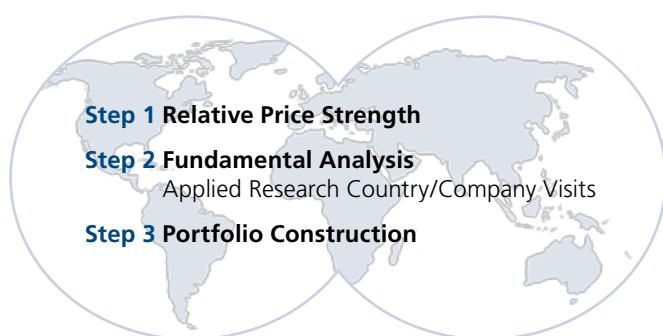 Step 1 Relative Price Strength
Step 2 Fundamental Analysis
Applied Research Country/Company Visits
Step 3 Portfolio Construction